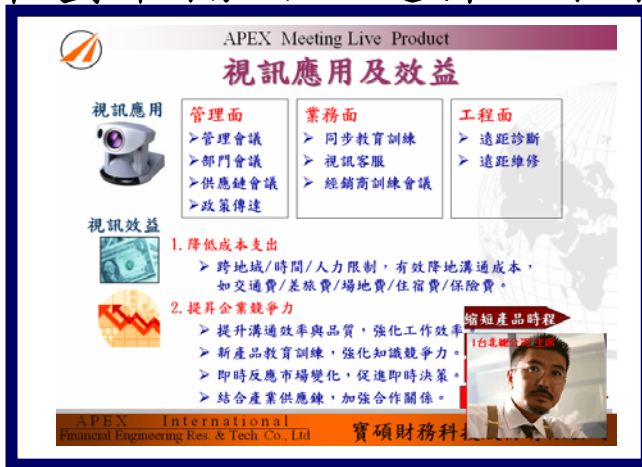 APEX Meeting Live Product
視訊應用及效益
視訊應用
管理面
➢管理會議
➢部門會議
➢供應鏈會議
➢政策傳達
業務面
➢ 同步教育訓練
➢ 視訊客服
➢ 經銷商訓練會議
工程面
➢ 遠距診斷
➢ 遠距維修
視訊效益
1. 降低成本支出
➢ 跨地域/時間/人力限制,有效降地溝通成本,
如交通費/差旅費/場地費/住宿費/保險費。
2. 提昇企業競爭力
➢ 提升溝通效率與品質,強化工作效率
➢ 新產品教育訓練,強化知識競爭力。
➢ 即時反應市場變化,促進即時決策。
➢ 結合產業供應鍊,加強合作關係。
縮短產品時程
1台北總公司 主席
APEX International
Financial Engineering Res. & Tech. Co., Ltd
寶碩財務科